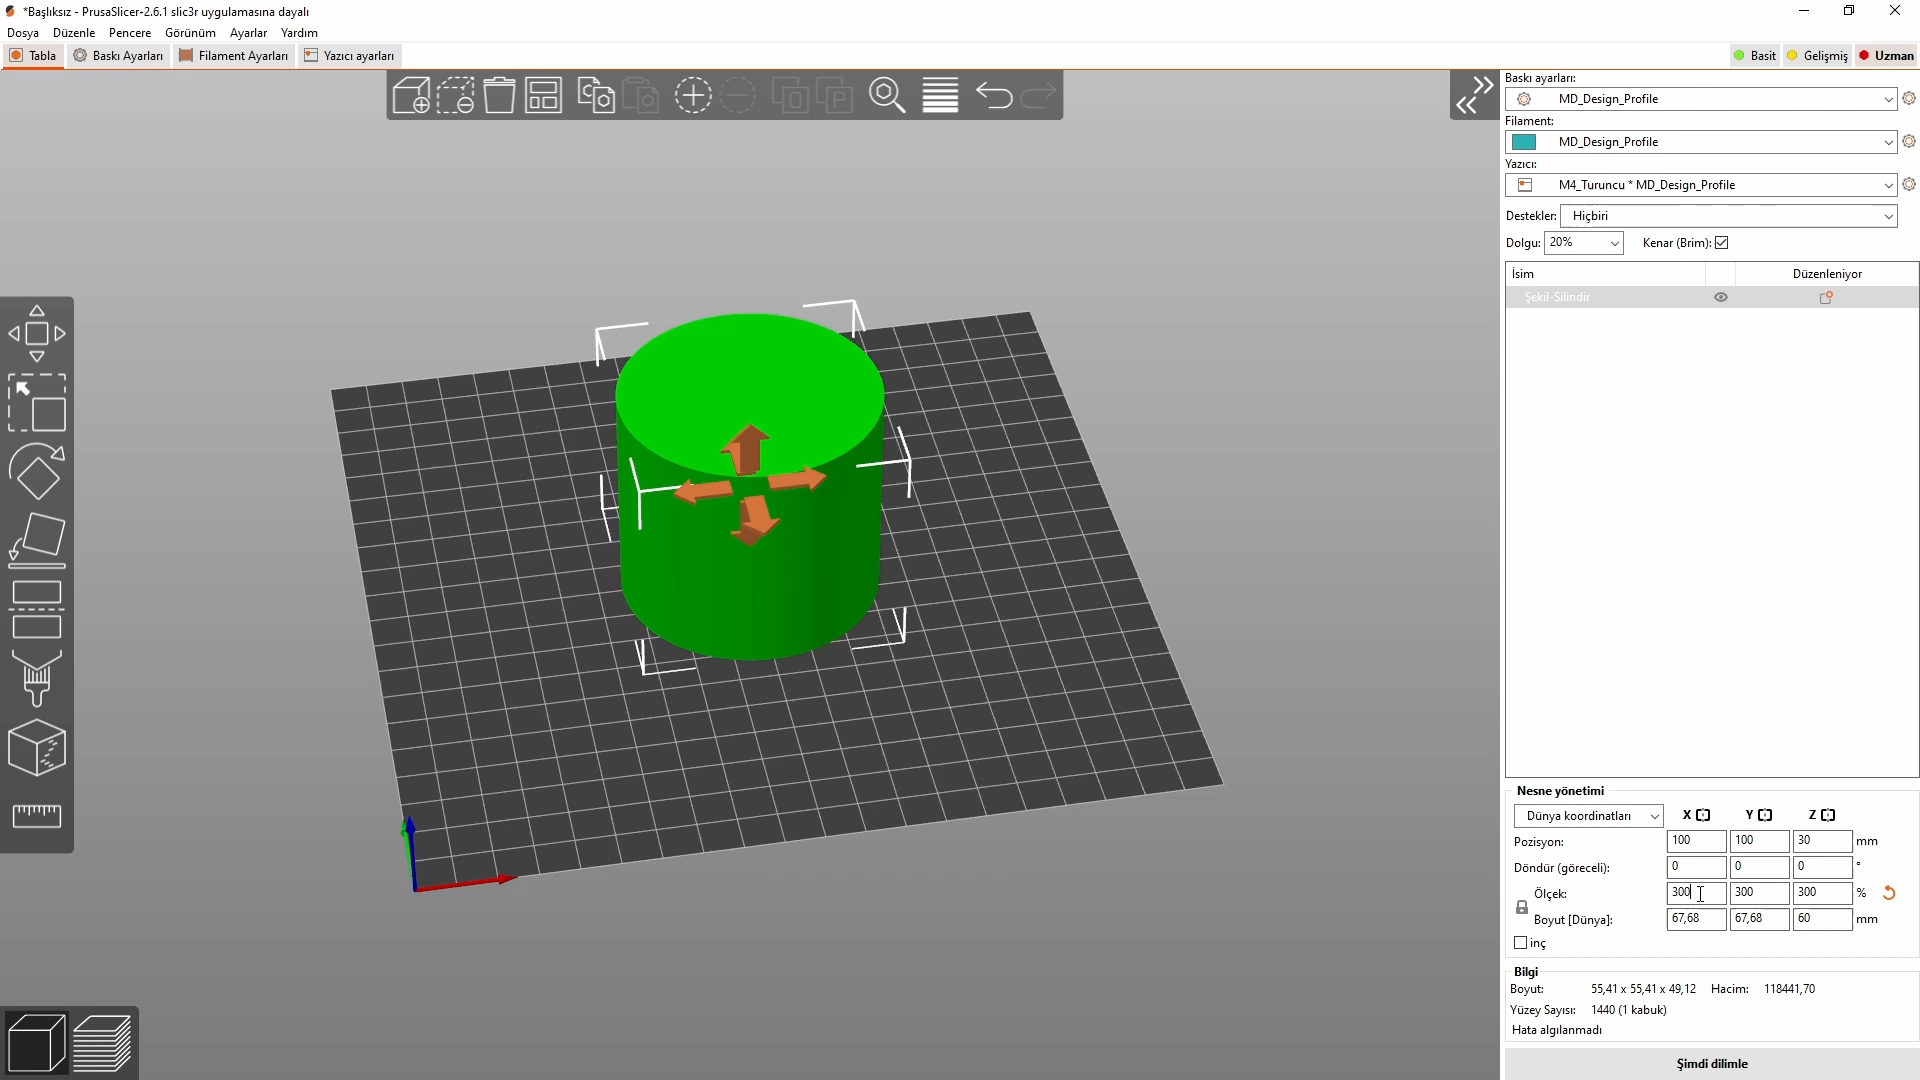 *Başlıksız - PrusaSlicer-2.6.1 slic3r uygulamasına dayalı
Dosya Düzenle Pencere Görünüm Ayarlar Yardım
Tabla Baskı Ayarları Filament Ayarları Yazıcı ayarları
Basit Gelişmiş Uzman
Baskı ayarları:
MD_Design_Profile
Filament:
MD_Design_Profile
Yazıcı:
M4_Turuncu * MD_Design_Profile
Destekler: Hiçbiri
Dolgu: 20% Kenar (Brim):
İsim Düzenleniyor
Şekil-Silindir
Nesne yönetimi
Dünya koordinatları X Y Z
Pozisyon: 100 100 30 mm
Döndür (göreceli): 0 0 0 °
Ölçek: 300 300 300 %
Boyut [Dünya]: 67,68 67,68 60 mm
inç
Bilgi
Boyut: 55,41 x 55,41 x 49,12 Hacim: 118441,70
Yüzey Sayısı: 1440 (1 kabuk)
Hata algılanmadı
Şimdi dilimle